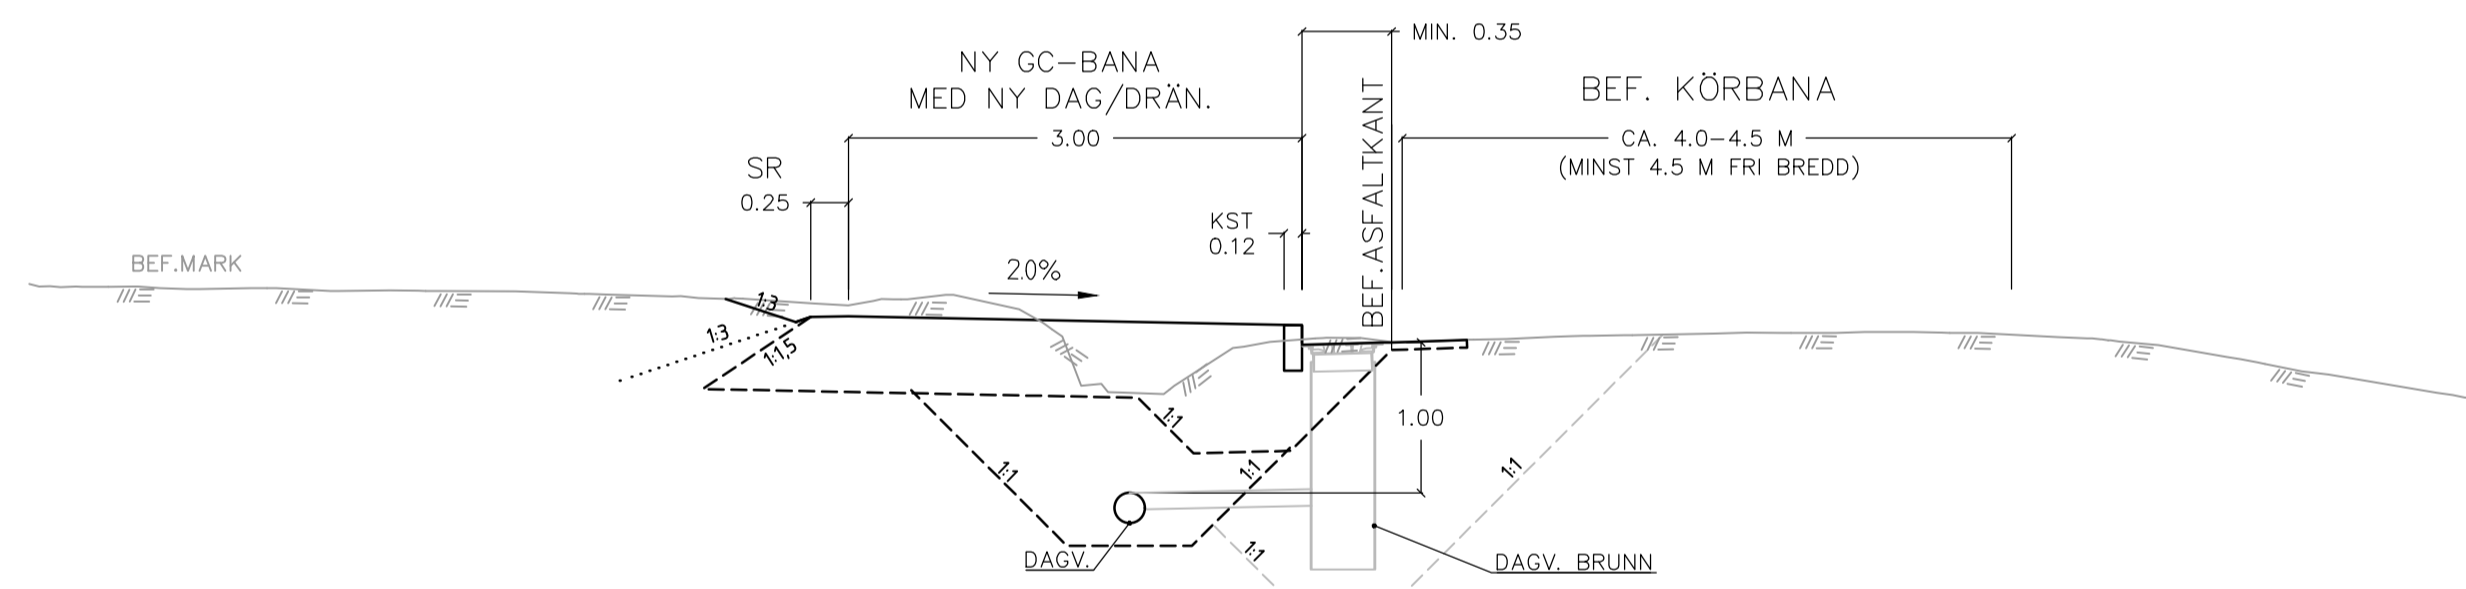 MIN. 0.35
NY GC-BANA
MED NY DAG/DRÄN.
3.00
BEF. KÖRBANA
CA. 4.0-4.5 M
(MINST 4.5 M FRI BREDD)
BEF.ASFALTKANT
SR
0.25
KST
0.12
BEF.MARK
2.0%
1:3
1:3
1:1,5
1:1
1.00
1:1
1:1
1:1
1:1
DAGV.
DAGV. BRUNN